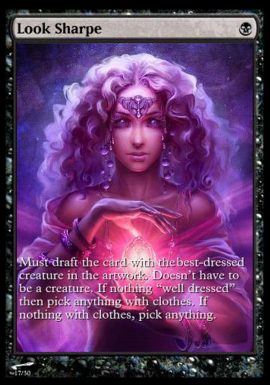 Look Sharpe
Must draft the card with the best-dressed
creature in the artwork. Doesn't have to
be a creature. If nothing "well dressed"
then pick anything with clothes. If
nothing with clothes, pick anything.
17/30